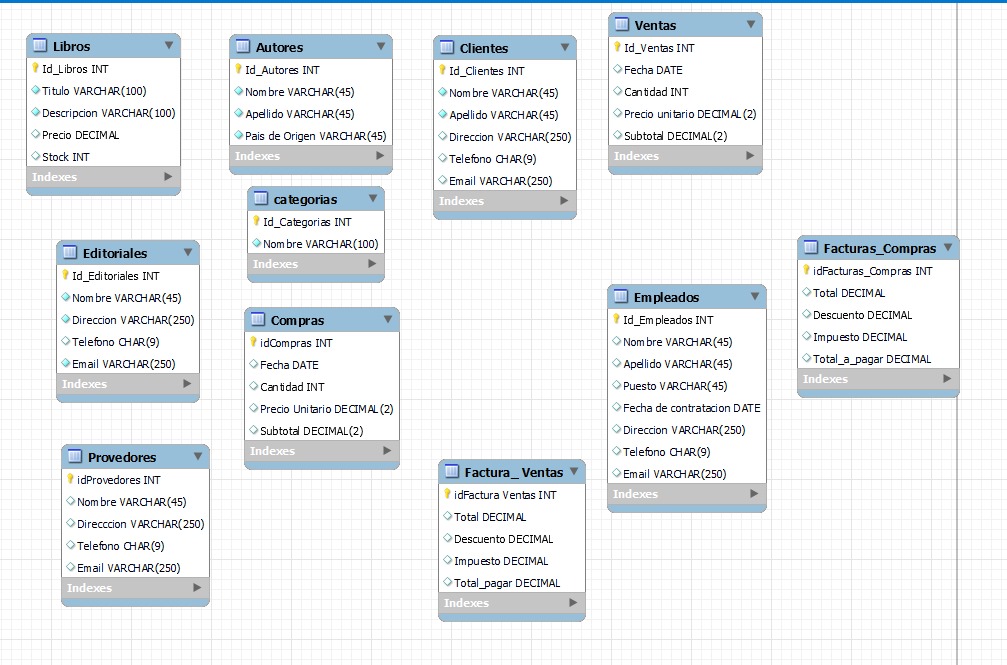 Libros
Id_Libros INT
Titulo VARCHAR(100)
Descripcion VARCHAR(100)
Precio DECIMAL
Stock INT
Indexes
Autores
Id_Autores INT
Nombre VARCHAR(45)
Apellido VARCHAR(45)
Pais de Origen VARCHAR(45)
Indexes
Clientes
Id_Clientes INT
Nombre VARCHAR(45)
Apellido VARCHAR(45)
Direccion VARCHAR(250)
Telefono CHAR(9)
Email VARCHAR(250)
Indexes
Ventas
Id_Ventas INT
Fecha DATE
Cantidad INT
Precio unitario DECIMAL(2)
Subtotal DECIMAL(2)
Indexes
categorias
Id_Categorias INT
Nombre VARCHAR(100)
Indexes
Editoriales
Id_Editoriales INT
Nombre VARCHAR(45)
Direccion VARCHAR(250)
Telefono CHAR(9)
Email VARCHAR(250)
Indexes
Compras
idCompras INT
Fecha DATE
Cantidad INT
Precio Unitario DECIMAL(2)
Subtotal DECIMAL(2)
Indexes
Empleados
Id_Empleados INT
Nombre VARCHAR(45)
Apellido VARCHAR(45)
Puesto VARCHAR(45)
Fecha de contratacion DATE
Direccion VARCHAR(250)
Telefono CHAR(9)
Email VARCHAR(250)
Indexes
Facturas_Compras
idFacturas_Compras INT
Total DECIMAL
Descuento DECIMAL
Impuesto DECIMAL
Total_a_pagar DECIMAL
Indexes
Provedores
idProvedores INT
Nombre VARCHAR(45)
Direcccion VARCHAR(250)
Telefono CHAR(9)
Email VARCHAR(250)
Indexes
Factura_ Ventas
idFactura Ventas INT
Total DECIMAL
Descuento DECIMAL
Impuesto DECIMAL
Total_pagar DECIMAL
Indexes